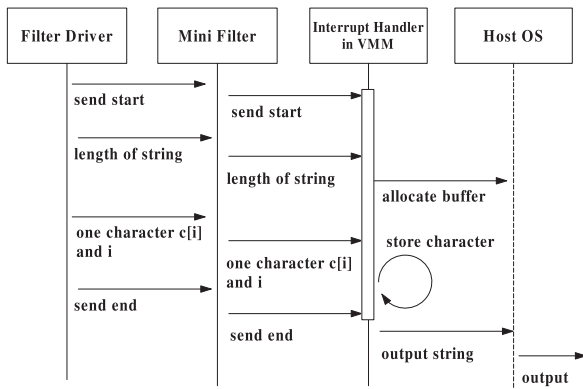 Filter Driver
Mini Filter
Interrupt Handler
in VMM
Host OS
send start
send start
length of string
length of string
allocate buffer
one character c[i]
and i
store character
one character c[i]
and i
send end
send end
output string
output